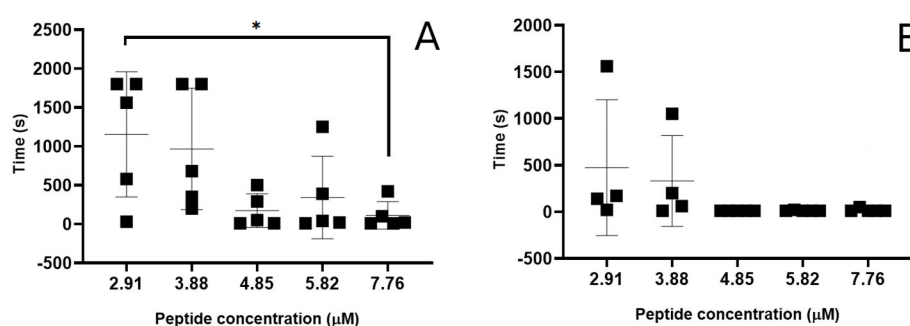 A
*
2500
2000
1500
1000
500
0
-500
Time (s)
2.91 3.88 4.85 5.82 7.76
Peptide concentration (µM)
B
2000
1500
1000
500
0
-500
Time (s)
2.91 3.88 4.85 5.82 7.76
Peptide concentration (µM)